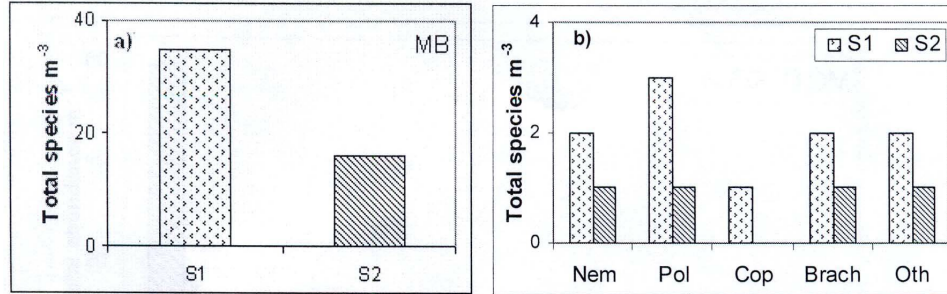 a)
MB
Total species m-3
40
20
0
S1
S2
b)
S1
S2
Total species m-3
4
2
0
Nem
Pol
Cop
Brach
Oth